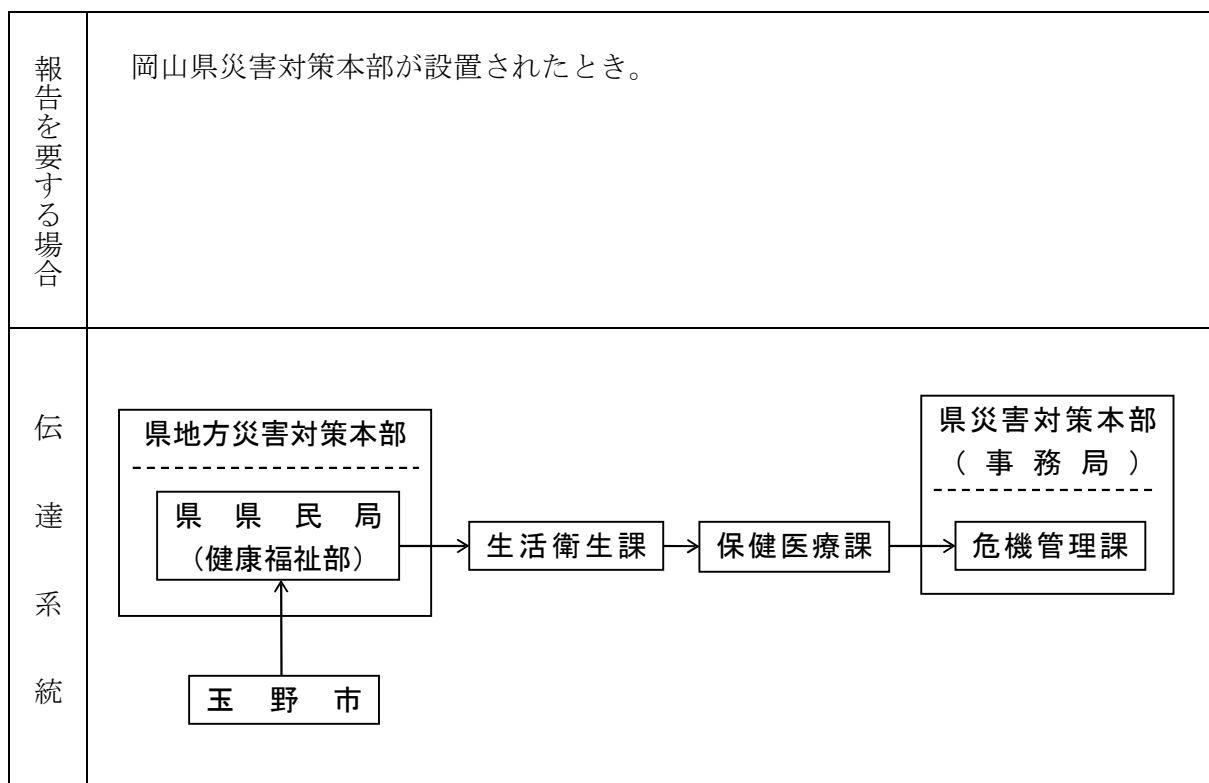 報告を要する場合
岡山県災害対策本部が設置されたとき。
伝達系統
県地方災害対策本部
県県民局
（健康福祉部）
玉野市
生活衛生課
保健医療課
県災害対策本部
（事務局）
危機管理課